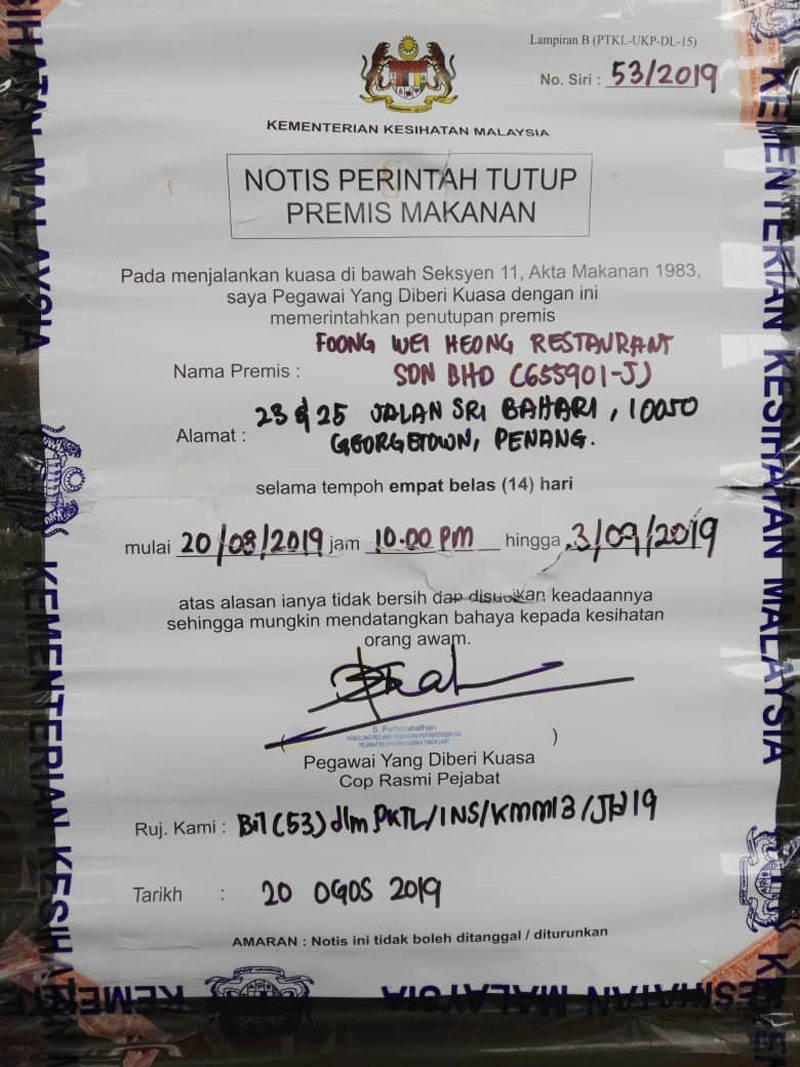 Lampiran B (PTKL-UKP-DL-15)
No. Siri : 53/2019
KEMENTERIAN KESIHATAN MALAYSIA
NOTIS PERINTAH TUTUP
PREMIS MAKANAN
Pada menjalankan kuasa di bawah Seksyen 11, Akta Makanan 1983,
saya Pegawai Yang Diberi Kuasa dengan ini
memerintahkan penutupan premis
FOONG WEI HEONG RESTAURANT
Nama Premis : SDN BHD (655901-J)
23 & 25 JALAN SRI BAHARI, 10050
Alamat : GEORGETOWN, PENANG.
selama tempoh empat belas (14) hari
mulai 20/08/2019 jam 10.00 PM hingga 3/09/2019
atas alasan ianya tidak bersih dan disucikan keadaannya
sehingga mungkin mendatangkan bahaya kepada kesihatan
orang awam.
( )
Pegawai Yang Diberi Kuasa
Cop Rasmi Pejabat
Ruj. Kami : Bil (53) dlm PKTL/INS/KMM13/
Tarikh : 20 OGOS 2019
AMARAN : Notis ini tidak boleh ditanggal / diturunkan
KEMENTERIAN KESIHATAN MALAYSIA
KEMENTERIAN KESIHATAN MALAYSIA
KESIHATAN MALAYSIA